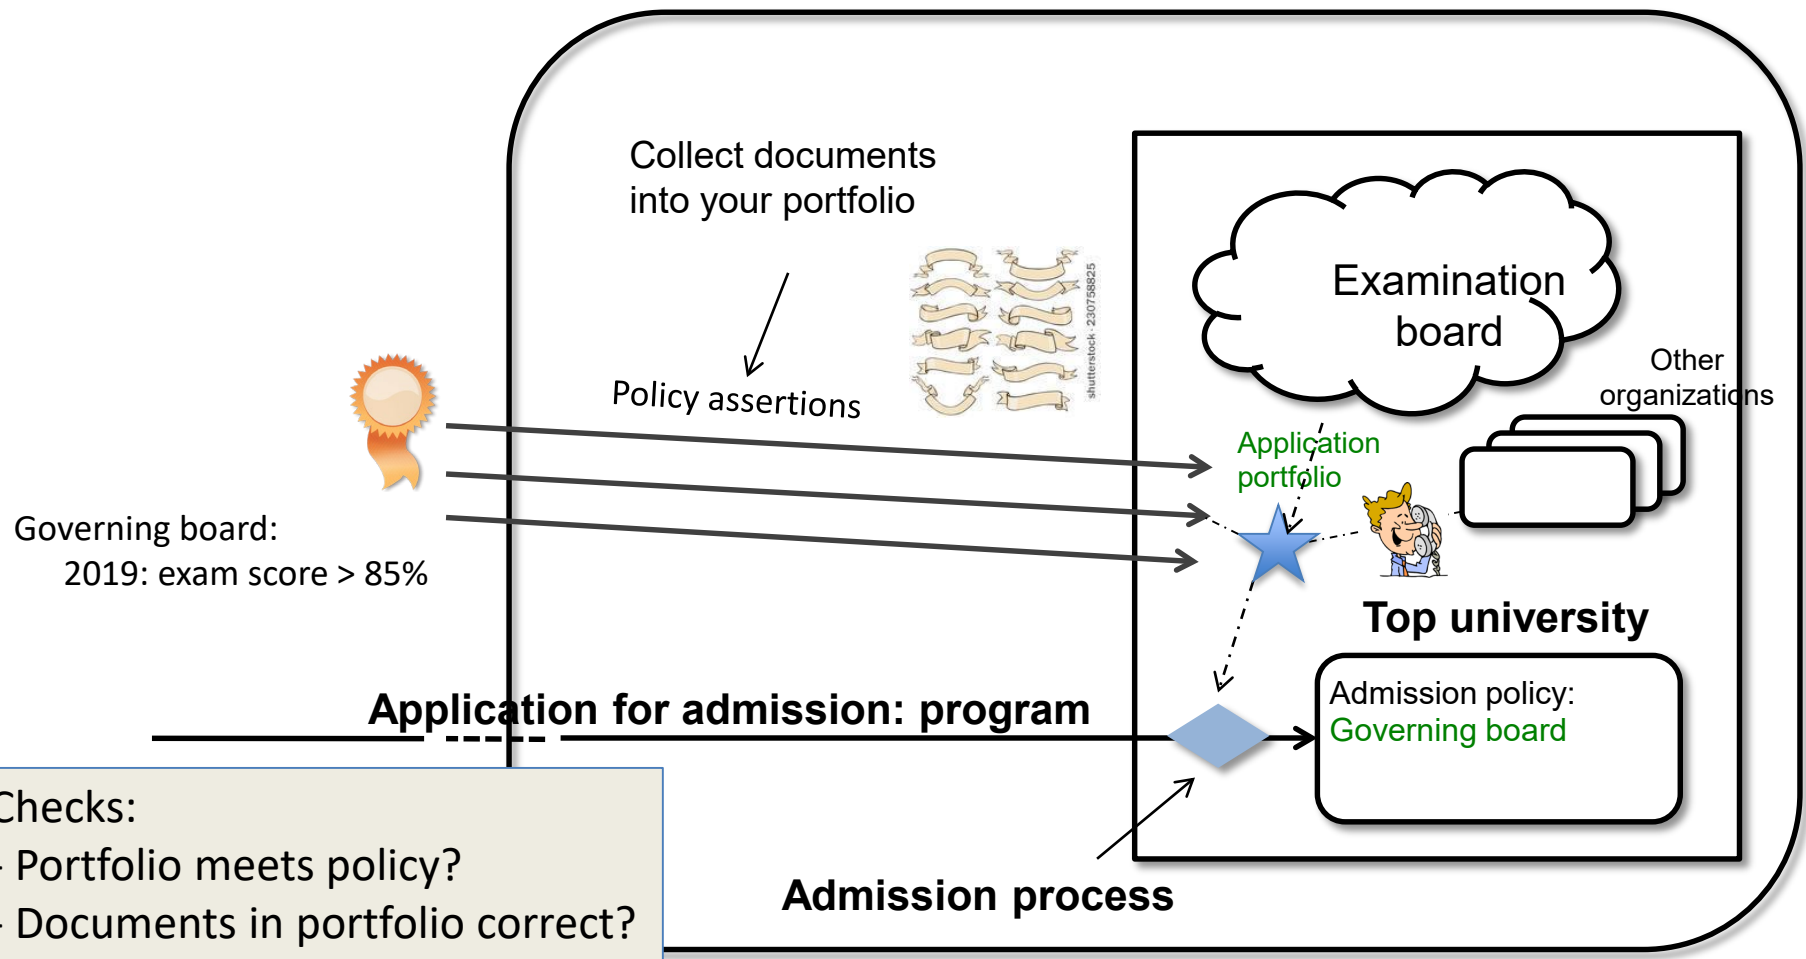 Collect documents
into your portfolio
shutterstock · 230758825
Examination
board
Other
organizations
Policy assertions
Application
portfolio
Governing board:
2019: exam score > 85%
Top university
Application for admission: program
Admission policy:
Governing board
Checks:
- Portfolio meets policy?
- Documents in portfolio correct?
Admission process